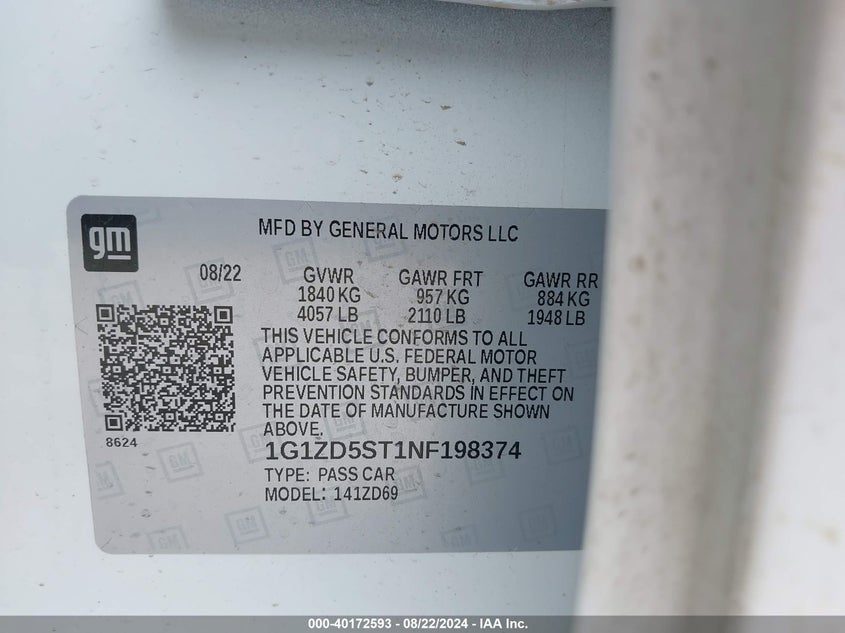 gm
MFD BY GENERAL MOTORS LLC
08/22 GVWR GAWR FRT GAWR RR
1840 KG 957 KG 884 KG
4057 LB 2110 LB 1948 LB
THIS VEHICLE CONFORMS TO ALL
APPLICABLE U.S. FEDERAL MOTOR
VEHICLE SAFETY, BUMPER, AND THEFT
PREVENTION STANDARDS IN EFFECT ON
THE DATE OF MANUFACTURE SHOWN
ABOVE.
8624
1G1ZD5ST1NF198374
TYPE: PASS CAR
MODEL: 141ZD69
000-40172593 - 08/22/2024 - IAA Inc.